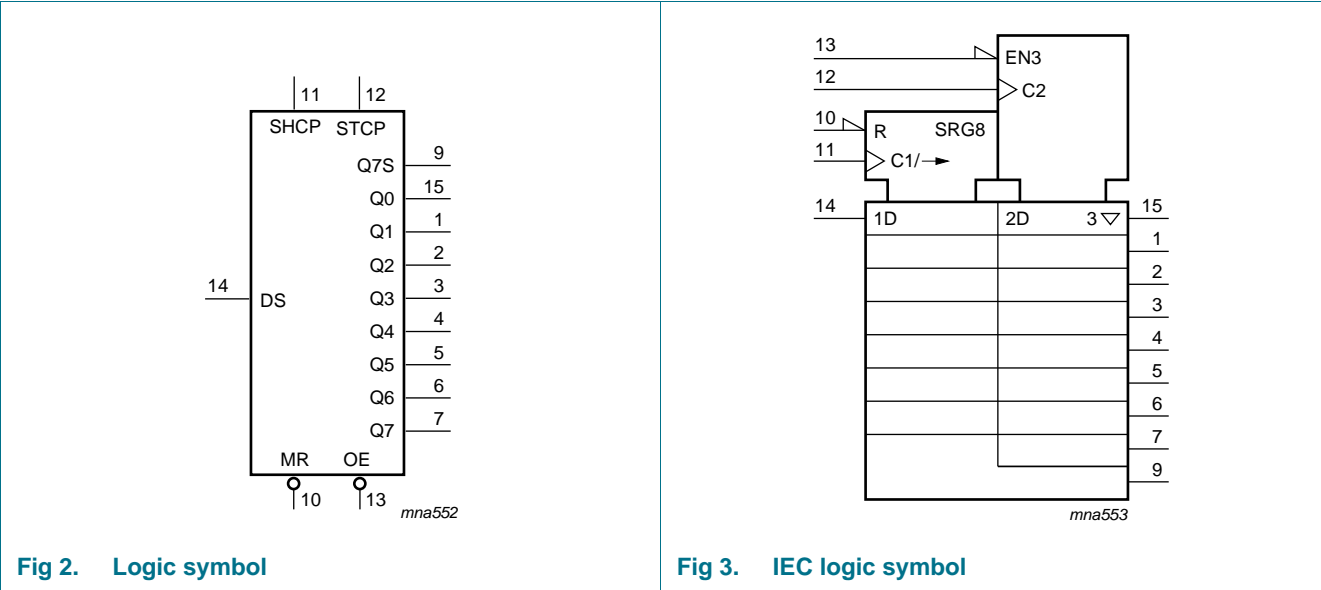 11 12
SHCP STCP
Q7S 9
Q0 15
Q1 1
Q2 2
14 DS Q3 3
Q4 4
Q5 5
Q6 6
Q7 7
MR OE
10 13
mna552
Fig 2. Logic symbol
13 EN3
12 C2
10 R SRG8
11 C1/→
14 1D 2D 3▽ 15
1
2
3
4
5
6
7
9
mna553
Fig 3. IEC logic symbol